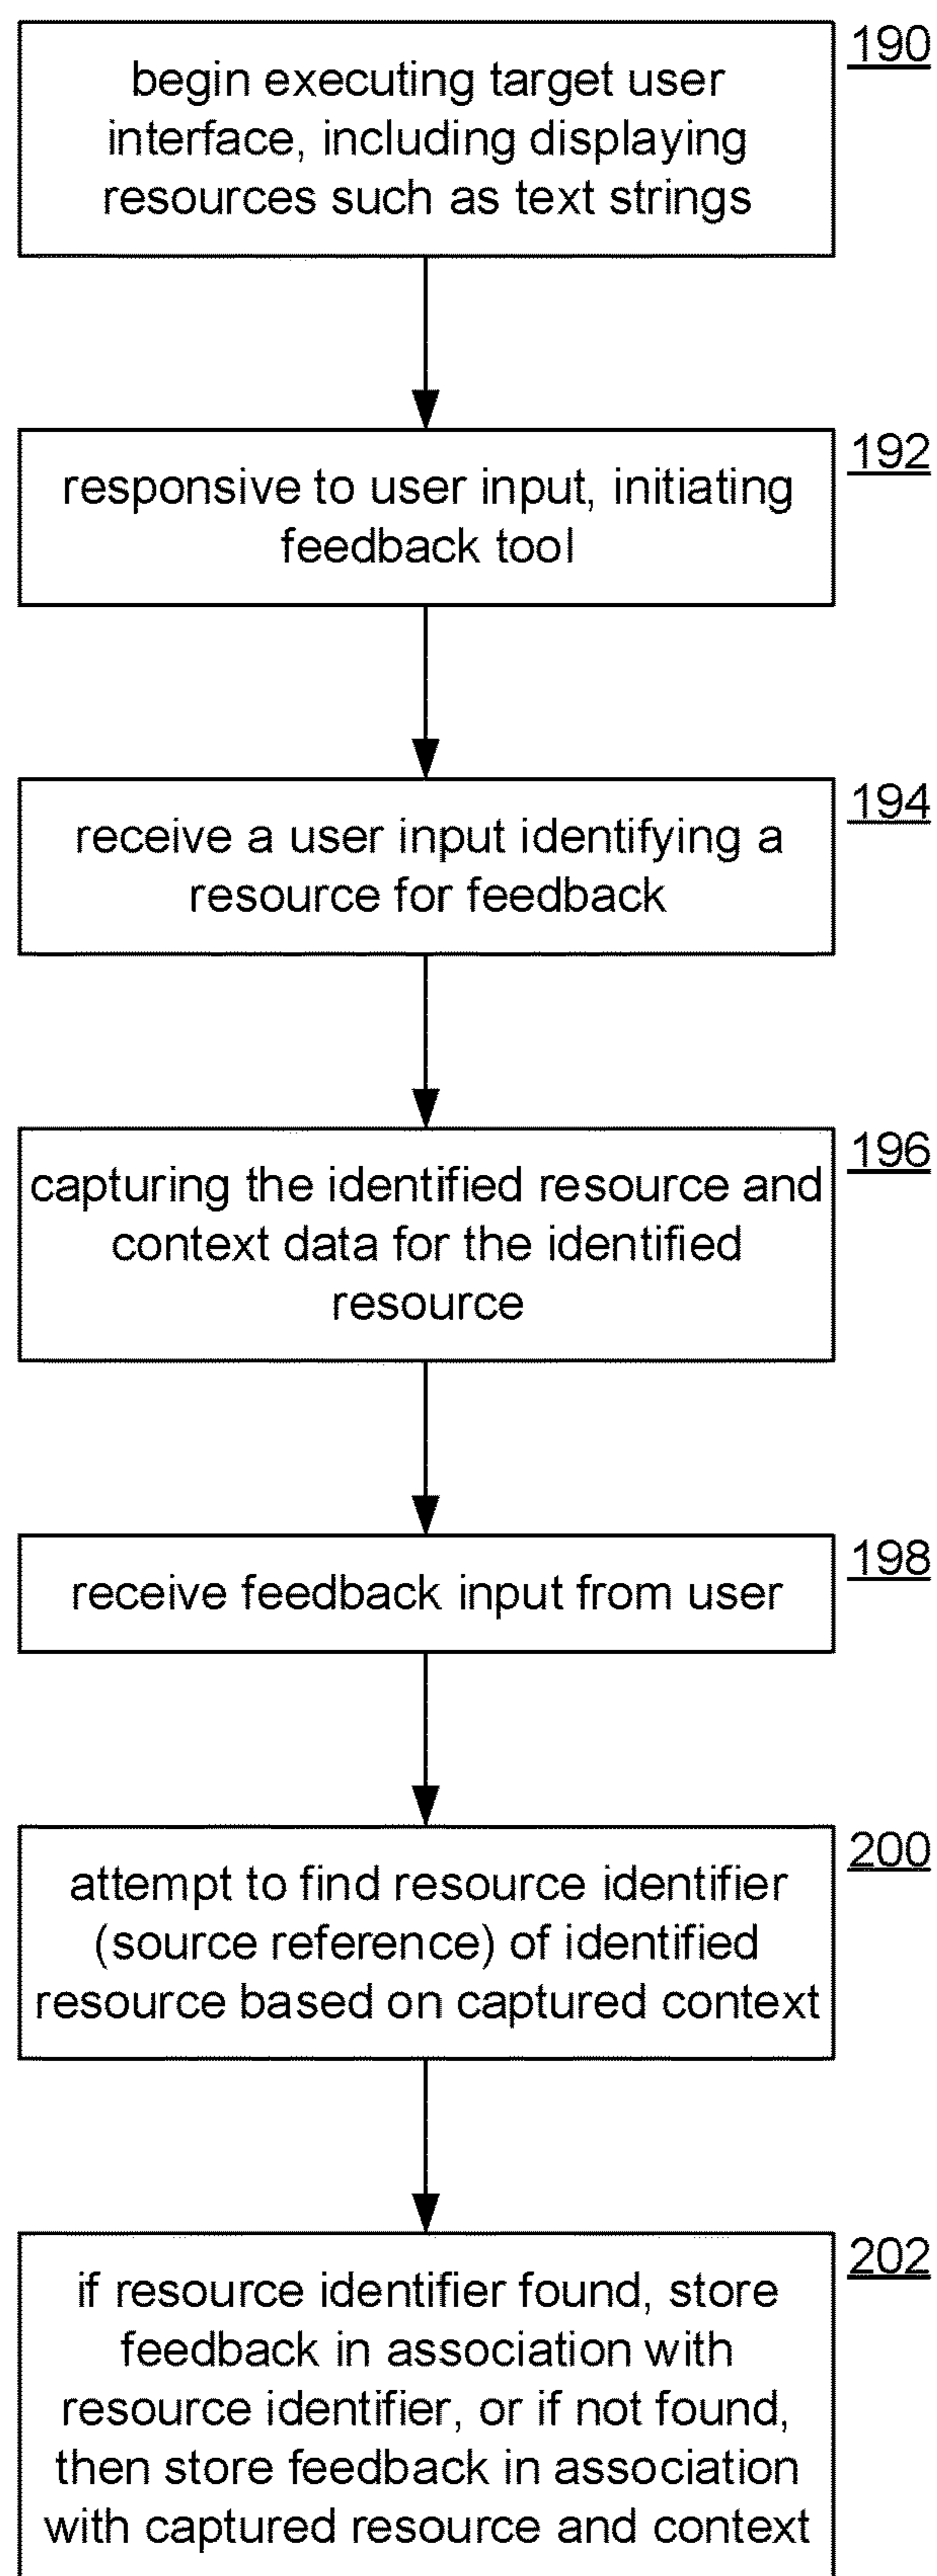 begin executing target user
interface, including displaying
resources such as text strings
190
responsive to user input, initiating
feedback tool
192
receive a user input identifying a
resource for feedback
194
capturing the identified resource and
context data for the identified
resource
196
receive feedback input from user
198
attempt to find resource identifier
(source reference) of identified
resource based on captured context
200
if resource identifier found, store
feedback in association with
resource identifier, or if not found,
then store feedback in association
with captured resource and context
202